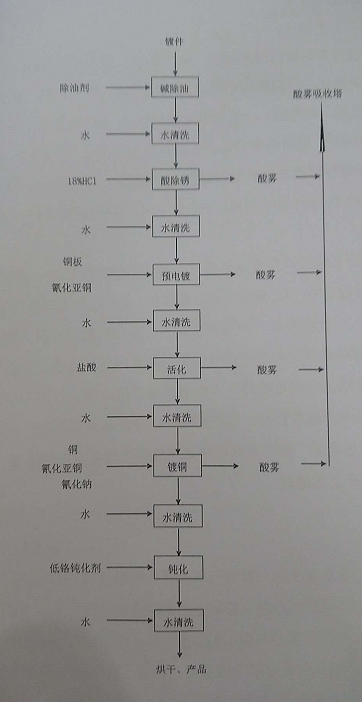 镀件
除油剂 碱除油 酸雾吸收塔
水 水清洗
18%HCl 酸除锈 酸雾
水 水清洗
铜板
预电镀 酸雾
氰化亚铜
水 水清洗
盐酸 活化 酸雾
水 水清洗
铜
氰化亚铜 镀铜 酸雾
氰化钠
水 水清洗
低铬钝化剂 钝化
水 水清洗
烘干、产品